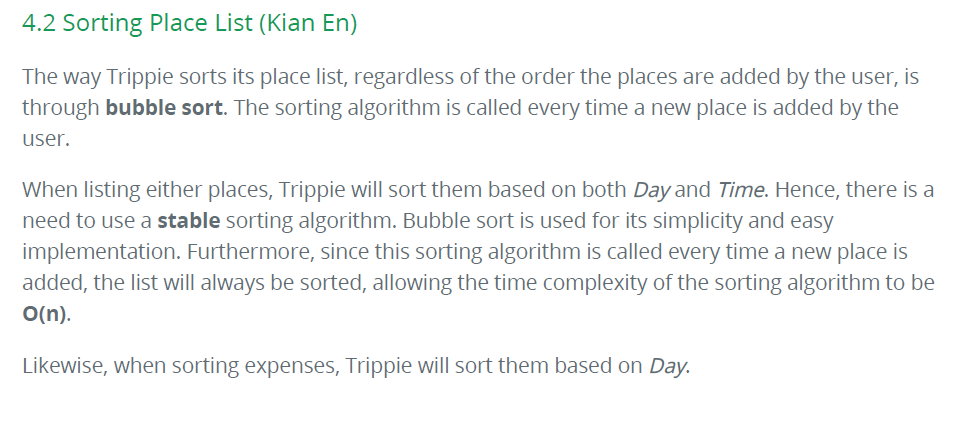 4.2 Sorting Place List (Kian En)
The way Trippie sorts its place list, regardless of the order the places are added by the user, is
through bubble sort. The sorting algorithm is called every time a new place is added by the
user.
When listing either places, Trippie will sort them based on both Day and Time. Hence, there is a
need to use a stable sorting algorithm. Bubble sort is used for its simplicity and easy
implementation. Furthermore, since this sorting algorithm is called every time a new place is
added, the list will always be sorted, allowing the time complexity of the sorting algorithm to be
O(n).
Likewise, when sorting expenses, Trippie will sort them based on Day.